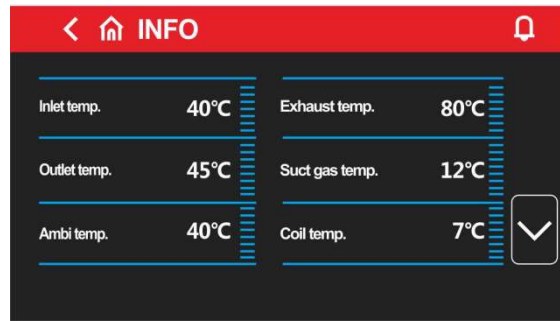 INFO
Inlet temp. 40°C Exhaust temp. 80°C
Outlet temp. 45°C Suct gas temp. 12°C
Ambi temp. 40°C Coil temp. 7°C